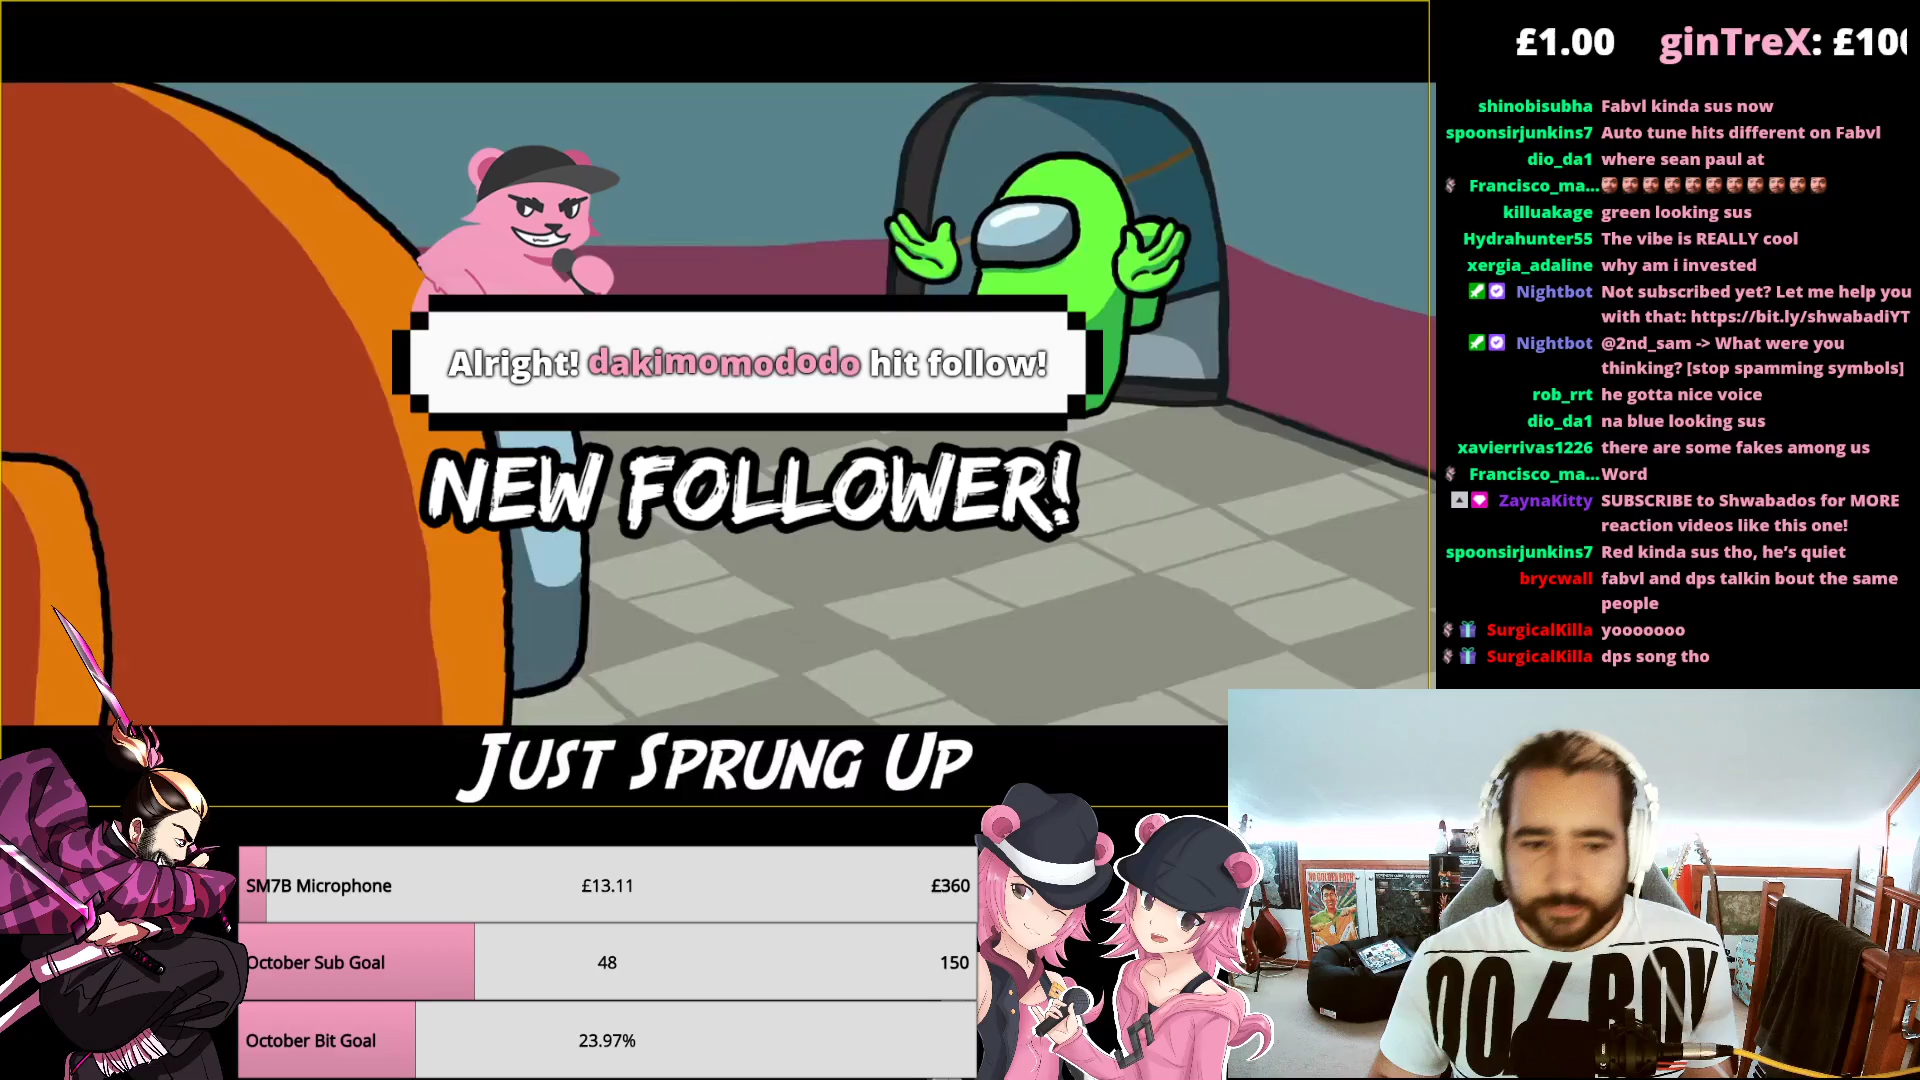 £1.00 ginTreX: £100
shinobisubha Fabvl kinda sus now
spoonsirjunkins7 Auto tune hits different on Fabvl
dio_da1 where sean paul at
Francisco_ma...
killuakage green looking sus
Hydrahunter55 The vibe is REALLY cool
xergia_adaline why am i invested
Nightbot Not subscribed yet? Let me help you
with that: https://bit.ly/shwabadiYT
Nightbot @2nd_sam -> What were you
thinking? [stop spamming symbols]
rob_rrt he gotta nice voice
dio_da1 na blue looking sus
xavierrivas1226 there are some fakes among us
Francisco_ma... Word
ZaynaKitty SUBSCRIBE to Shwabados for MORE
reaction videos like this one!
spoonsirjunkins7 Red kinda sus tho, he's quiet
brycwall fabvl and dps talkin bout the same
people
SurgicalKilla yooooooo
SurgicalKilla dps song tho
Alright! dakimomododo hit follow!
NEW FOLLOWER!
JUST SPRUNG UP
SM7B Microphone £13.11 £360
October Sub Goal 48 150
October Bit Goal 23.97%
NO GOLDEN PATH